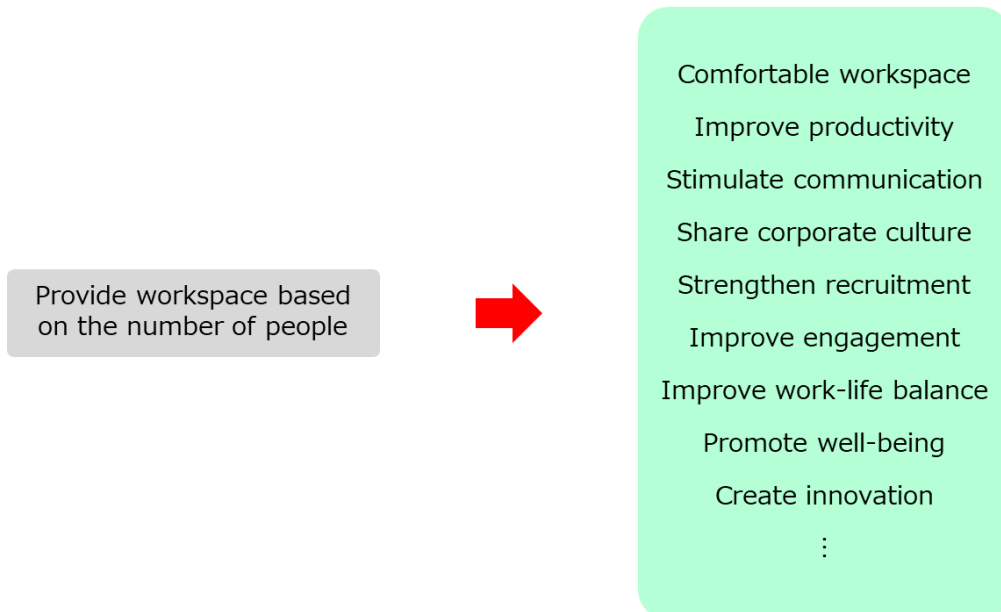 Provide workspace based
on the number of people
Comfortable workspace
Improve productivity
Stimulate communication
Share corporate culture
Strengthen recruitment
Improve engagement
Improve work-life balance
Promote well-being
Create innovation
⋮